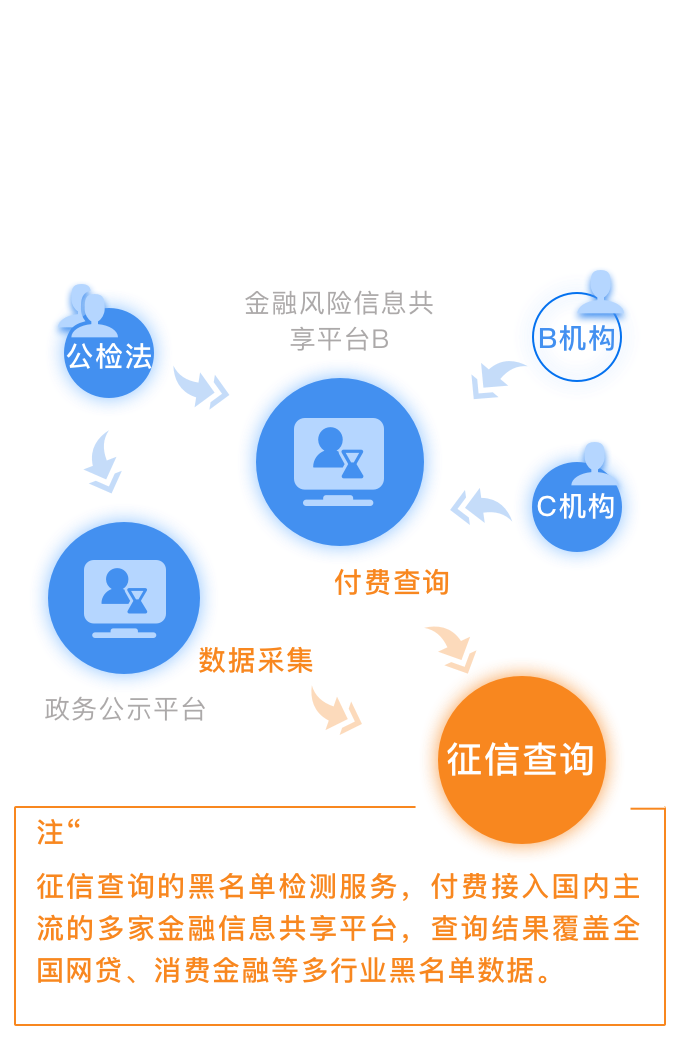 金融风险信息共
享平台B
公检法
B机构
C机构
付费查询
数据采集
政务公示平台
征信查询
注“
征信查询的黑名单检测服务，付费接入国内主
流的多家金融信息共享平台，查询结果覆盖全
国网贷、消费金融等多行业黑名单数据。